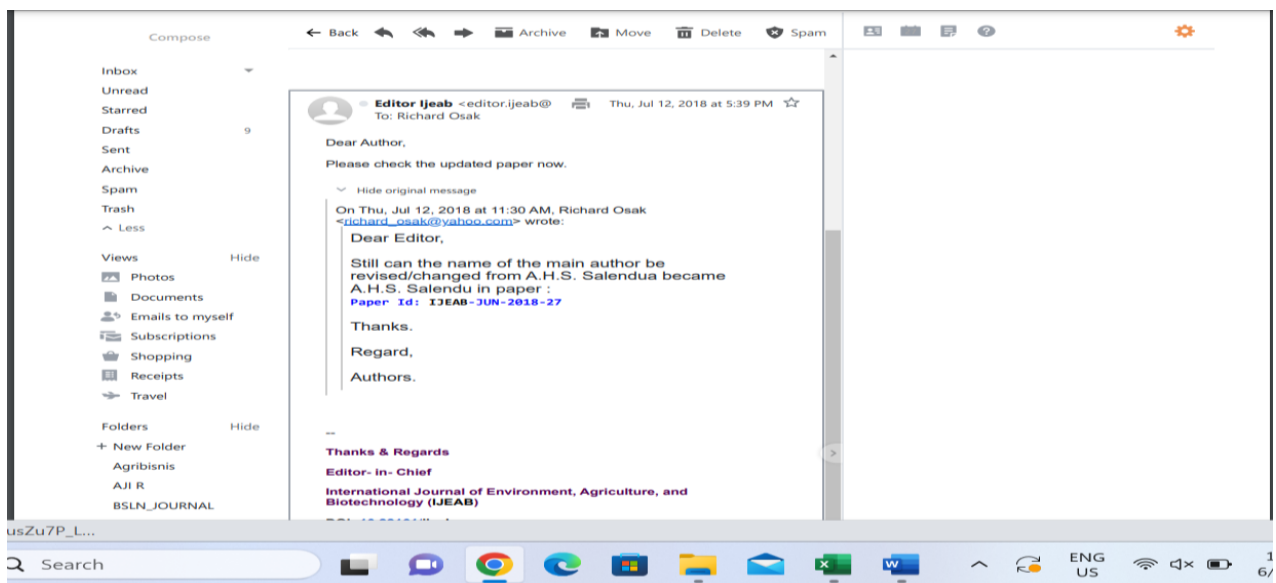 Compose
Back Archive Move Delete Spam
Inbox
Unread
Starred
Drafts 9
Sent
Archive
Spam
Trash
Less
Views Hide
Photos
Documents
Emails to myself
Subscriptions
Shopping
Receipts
Travel
Folders Hide
+ New Folder
Agribisnis
AJI R
BSLN_JOURNAL
Editor Ijeab <editor.ijeab@ Thu, Jul 12, 2018 at 5:39 PM
To: Richard Osak
Dear Author,
Please check the updated paper now.
Hide original message
On Thu, Jul 12, 2018 at 11:30 AM, Richard Osak
<richard_osak@yahoo.com> wrote:
Dear Editor,
Still can the name of the main author be
revised/changed from A.H.S. Salendua became
A.H.S. Salendu in paper :
Paper Id: IJEAB-JUN-2018-27
Thanks.
Regard,
Authors.
--
Thanks & Regards
Editor- in- Chief
International Journal of Environment, Agriculture, and
Biotechnology (IJEAB)
usZu7P_L...
Search
ENG
US